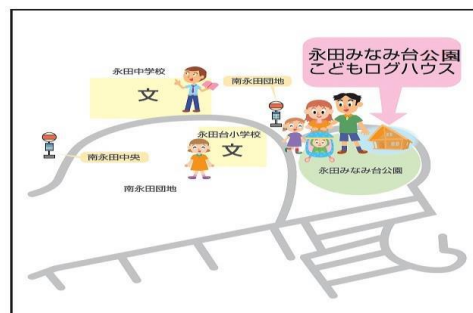 永田みなみ台公園
こどもログハウス
永田中学校
文
南永田団地
永田台小学校
文
南永田中央
南永田団地
永田みなみ台公園